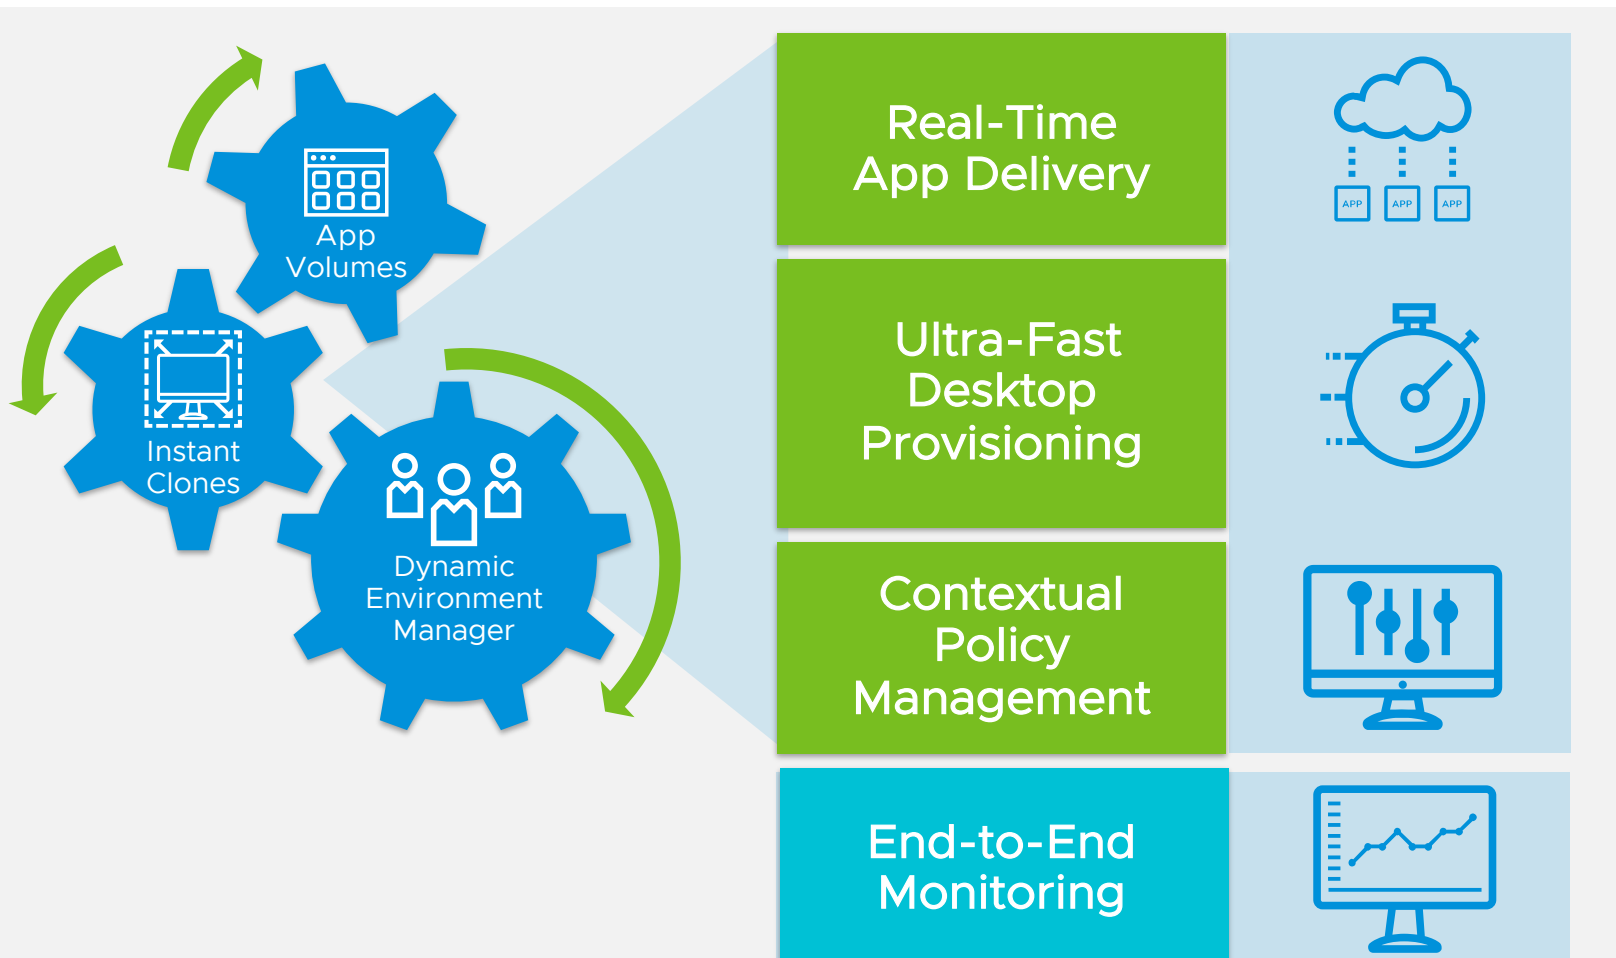 App
Volumes
Instant
Clones
Dynamic
Environment
Manager
Real-Time
App Delivery
APP APP APP
Ultra-Fast
Desktop
Provisioning
Contextual
Policy
Management
End-to-End
Monitoring